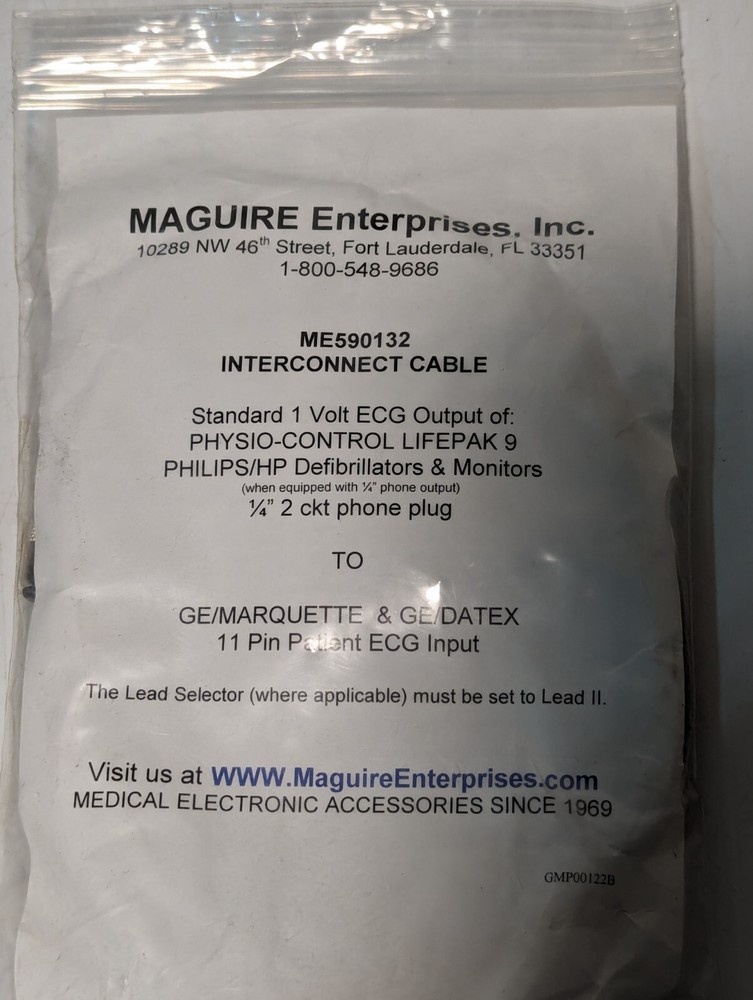 MAGUIRE Enterprises, Inc.
10289 NW 46th Street, Fort Lauderdale, FL 33351
1-800-548-9686
ME590132
INTERCONNECT CABLE
Standard 1 Volt ECG Output of:
PHYSIO-CONTROL LIFEPAK 9
PHILIPS/HP Defibrillators & Monitors
(when equipped with ¼” phone output)
¼” 2 ckt phone plug
TO
GE/MARQUETTE & GE/DATEX
11 Pin Patient ECG Input
The Lead Selector (where applicable) must be set to Lead II.
Visit us at WWW.MaguireEnterprises.com
MEDICAL ELECTRONIC ACCESSORIES SINCE 1969
GMP00122B